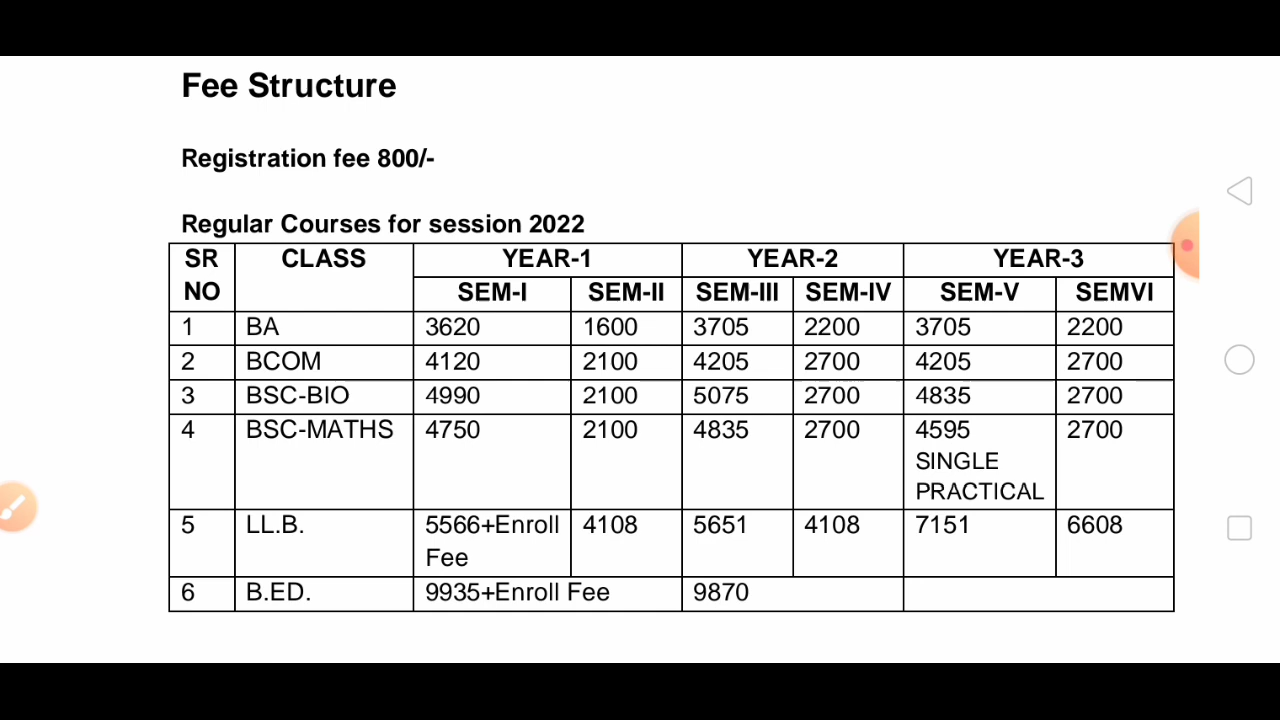 Fee Structure
Registration fee 800/-
Regular Courses for session 2022
SR NO CLASS YEAR-1 YEAR-2 YEAR-3
SEM-I SEM-II SEM-III SEM-IV SEM-V SEMVI
1 BA 3620 1600 3705 2200 3705 2200
2 BCOM 4120 2100 4205 2700 4205 2700
3 BSC-BIO 4990 2100 5075 2700 4835 2700
4 BSC-MATHS 4750 2100 4835 2700 4595 2700
SINGLE
PRACTICAL
5 LL.B. 5566+Enroll 4108 5651 4108 7151 6608
Fee
6 B.ED. 9935+Enroll Fee 9870